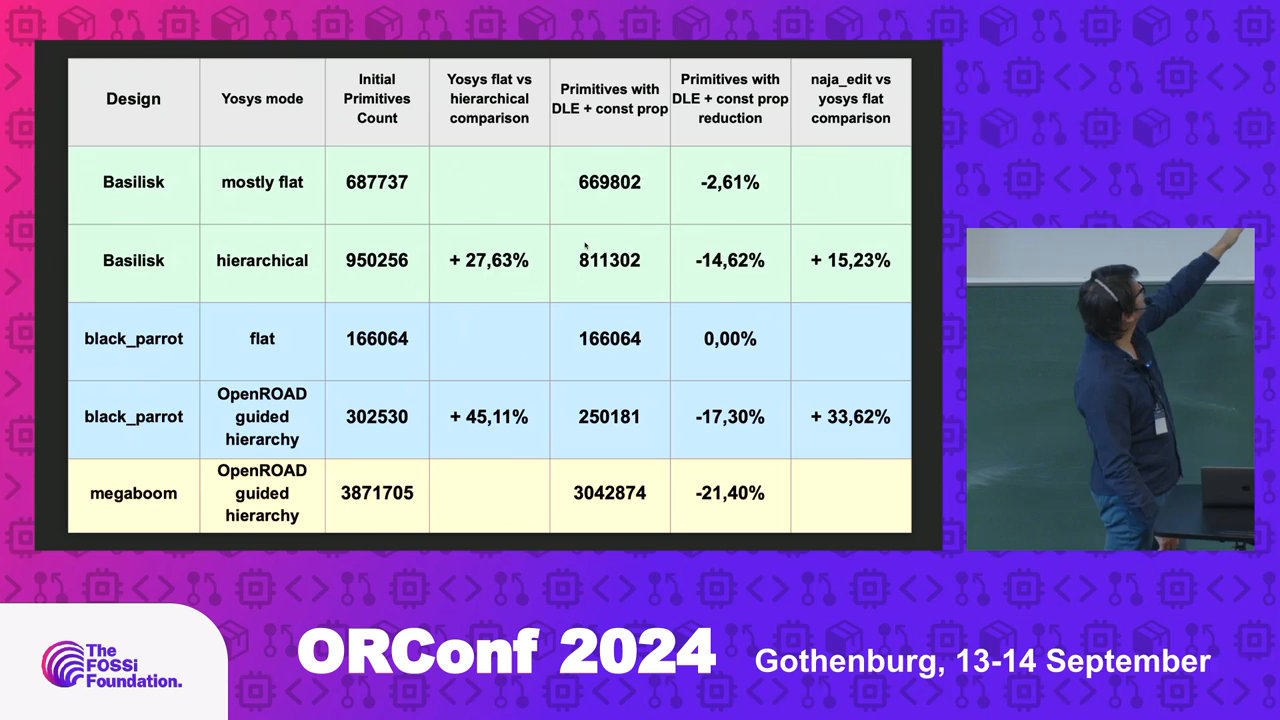 Design
Yosys mode
Initial
Primitives
Count
Yosys flat vs
hierarchical
comparison
Primitives with
DLE + const prop
Primitives with
DLE + const prop
reduction
naja_edit vs
yosys flat
comparison
Basilisk
mostly flat
687737
669802
-2,61%
Basilisk
hierarchical
950256
+ 27,63%
811302
-14,62%
+ 15,23%
black_parrot
flat
166064
166064
0,00%
black_parrot
OpenROAD
guided
hierarchy
302530
+ 45,11%
250181
-17,30%
+ 33,62%
megaboom
OpenROAD
guided
hierarchy
3871705
3042874
-21,40%
The
FOSSi
Foundation.
ORConf 2024
Gothenburg, 13-14 September